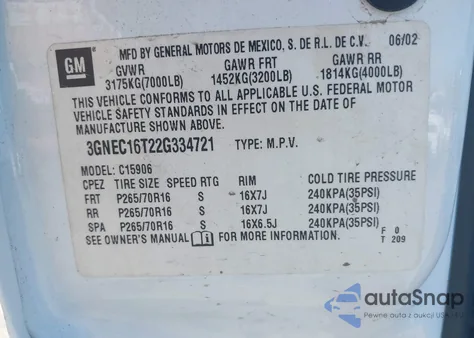 GM
MFD BY GENERAL MOTORS DE MEXICO, S. DE R.L. DE C.V. 06/02
GVWR GAWR FRT GAWR RR
3175KG(7000LB) 1452KG(3200LB) 1814KG(4000LB)
THIS VEHICLE CONFORMS TO ALL APPLICABLE U.S. FEDERAL MOTOR
VEHICLE SAFETY STANDARDS IN EFFECT ON THE DATE OF
MANUFACTURE SHOWN ABOVE.
3GNEC16T22G334721 TYPE: M.P.V.
MODEL: C15906
CPEZ TIRE SIZE SPEED RTG RIM COLD TIRE PRESSURE
FRT P265/70R16 S 16X7J 240KPA(35PSI)
RR P265/70R16 S 16X7J 240KPA(35PSI)
SPA P265/70R16 S 16X6.5J 240KPA(35PSI)
SEE OWNER'S MANUAL FOR MORE INFORMATION.
F 0
T 209
autoSnap
Pewne auto z aukcji USA